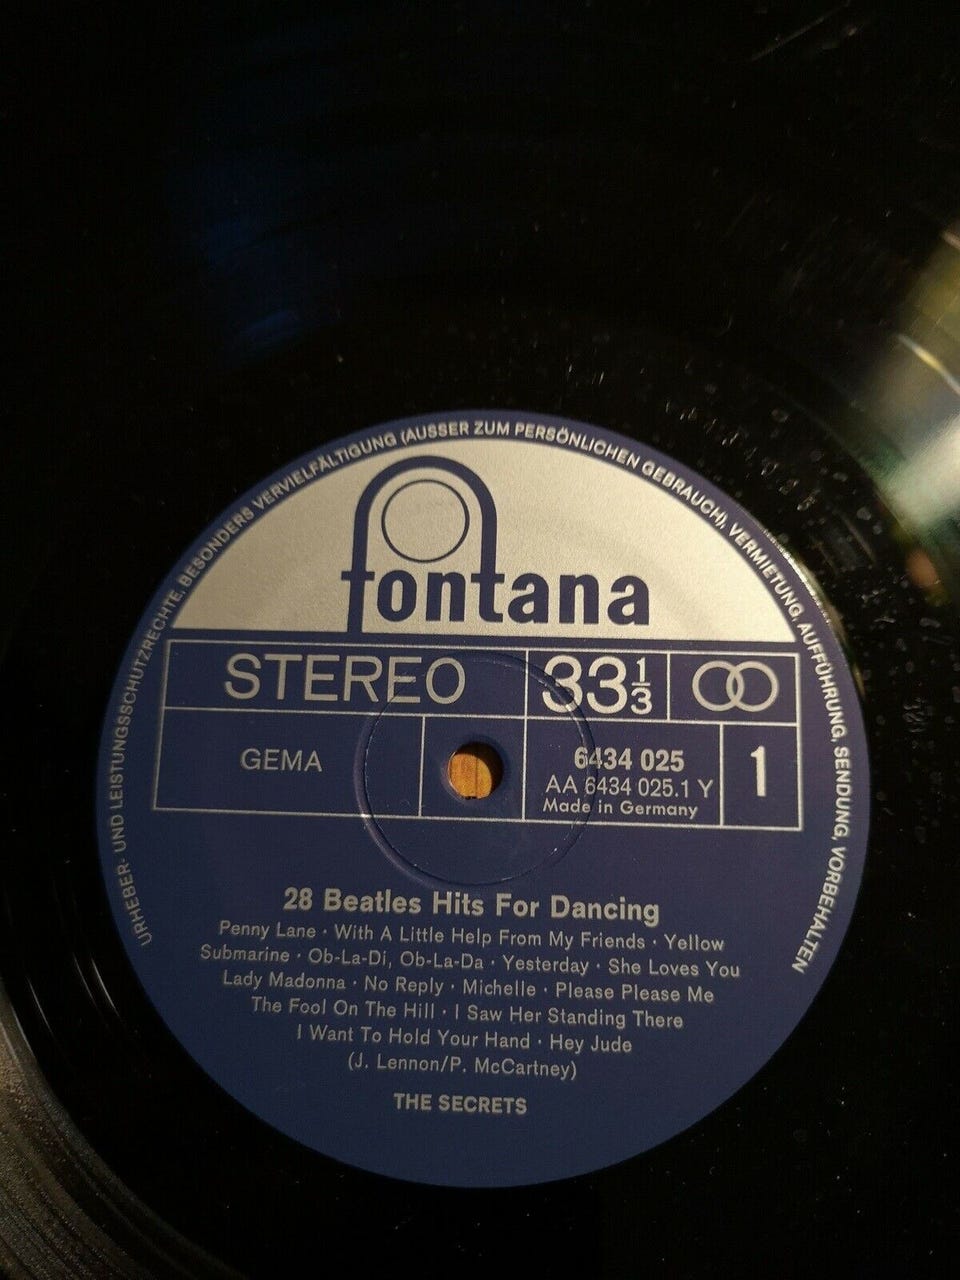 URHEBER- UND LEISTUNGSSCHUTZRECHTE, BESONDERS VERVIELFÄLTIGUNG (AUSSER ZUM PERSÖNLICHEN GEBRAUCH), VERMIETUNG, AUFFÜHRUNG, SENDUNG, VORBEHALTEN
fontana
STEREO 33 1/3
GEMA
6434 025
AA 6434 025.1 Y
Made in Germany
1
28 Beatles Hits For Dancing
Penny Lane · With A Little Help From My Friends · Yellow
Submarine · Ob-La-Di, Ob-La-Da · Yesterday · She Loves You
Lady Madonna · No Reply · Michelle · Please Please Me
The Fool On The Hill · I Saw Her Standing There
I Want To Hold Your Hand · Hey Jude
(J. Lennon/P. McCartney)
THE SECRETS